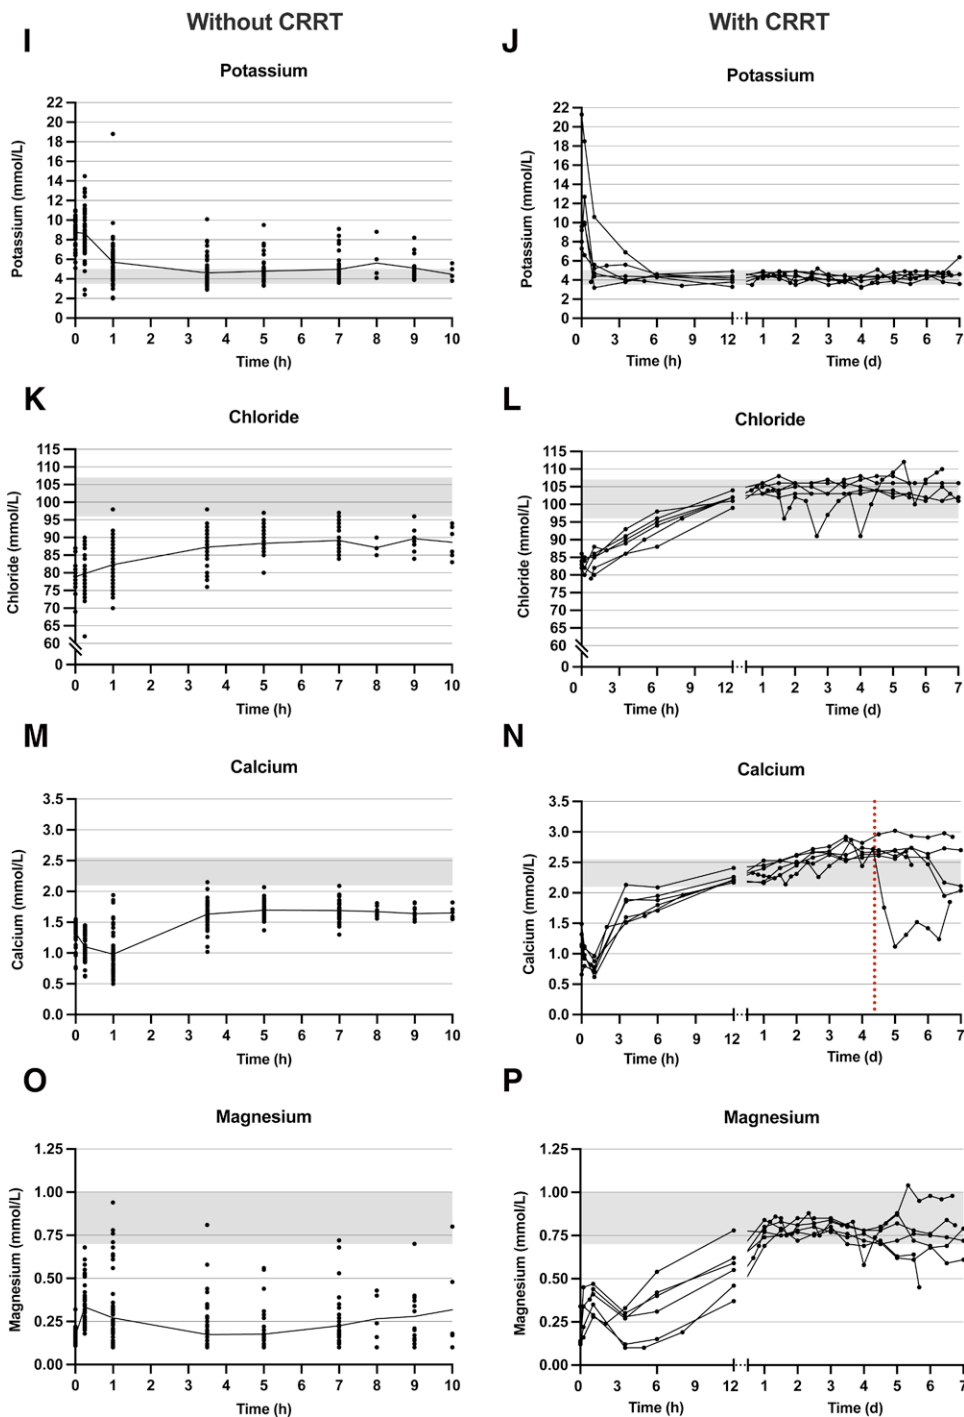 Without CRRT
With CRRT
I
Potassium
Potassium (mmol/L)
22
20
18
16
14
12
10
8
6
4
2
0
0 1 2 3 4 5 6 7 8 9 10
Time (h)
J
Potassium
Potassium (mmol/L)
22
20
18
16
14
12
10
8
6
4
2
0
0 3 6 9 12 1 2 3 4 5 6 7
Time (h) Time (d)
K
Chloride
Chloride (mmol/L)
115
110
105
100
95
90
85
80
75
70
65
60
0
0 1 2 3 4 5 6 7 8 9 10
Time (h)
L
Chloride
Chloride (mmol/L)
115
110
105
100
95
90
85
80
75
70
65
60
0
0 3 6 9 12 1 2 3 4 5 6 7
Time (h) Time (d)
M
Calcium
Calcium (mmol/L)
3.5
3.0
2.5
2.0
1.5
1.0
0.5
0.0
0 1 2 3 4 5 6 7 8 9 10
Time (h)
N
Calcium
Calcium (mmol/L)
3.5
3.0
2.5
2.0
1.5
1.0
0.5
0.0
0 3 6 9 12 1 2 3 4 5 6 7
Time (h) Time (d)
O
Magnesium
Magnesium (mmol/L)
1.25
1.00
0.75
0.50
0.25
0.00
0 1 2 3 4 5 6 7 8 9 10
Time (h)
P
Magnesium
Magnesium (mmol/L)
1.25
1.00
0.75
0.50
0.25
0.00
0 3 6 9 12 1 2 3 4 5 6 7
Time (h) Time (d)